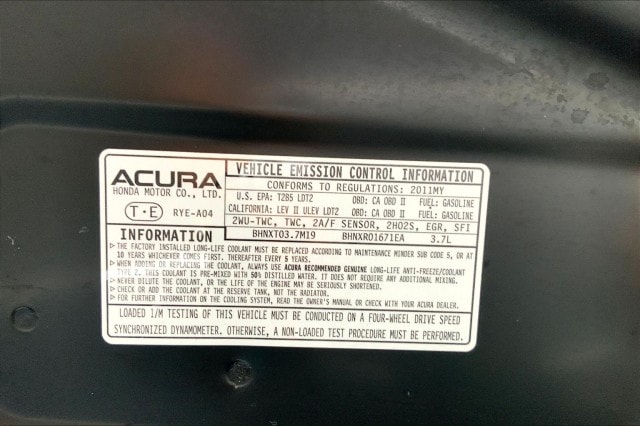 ACURA
HONDA MOTOR CO., LTD.
T·E RYE-A04
INFORMATION
VEHICLE EMISSION CONTROL INFORMATION
CONFORMS TO REGULATIONS: 2011MY
U.S. EPA: T2B5 LDT2 OBD: CA OBD II FUEL: GASOLINE
CALIFORNIA: LEV II ULEV LDT2 OBD: CA OBD II FUEL: GASOLINE
2WU-TWC, TWC, 2A/F SENSOR, 2HO2S, EGR, SFI
BHNXT03.7M19 BHNXR01671EA 3.7L
▷ THE FACTORY INSTALLED LONG-LIFE COOLANT MUST BE REPLACED ACCORDING TO MAINTENANCE MINDER SUB CODE 5, OR AT
10 YEARS WHICHEVER COMES FIRST. THEREAFTER EVERY 5 YEARS.
▷ WHEN ADDING OR REPLACING THE COOLANT, ALWAYS USE ACURA RECOMMENDED GENUINE LONG-LIFE ANTI-FREEZE/COOLANT
TYPE 2. THIS COOLANT IS PRE-MIXED WITH 50% DISTILLED WATER. IT DOES NOT REQUIRE ANY ADDITIONAL MIXING.
▷ NEVER DILUTE THE COOLANT, OR THE LIFE OF THE ENGINE MAY BE SERIOUSLY SHORTENED.
▷ CHECK OR ADD THE COOLANT AT THE RESERVE TANK, NOT THE RADIATOR.
▷ FOR FURTHER INFORMATION ON THE COOLING SYSTEM, READ THE OWNER'S MANUAL OR CHECK WITH YOUR ACURA DEALER.
LOADED I/M TESTING OF THIS VEHICLE MUST BE CONDUCTED ON A FOUR-WHEEL DRIVE SPEED
SYNCHRONIZED DYNAMOMETER. OTHERWISE, A NON-LOADED TEST PROCEDURE MUST BE PERFORMED.